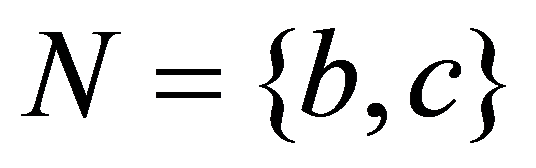 N = {b,c}